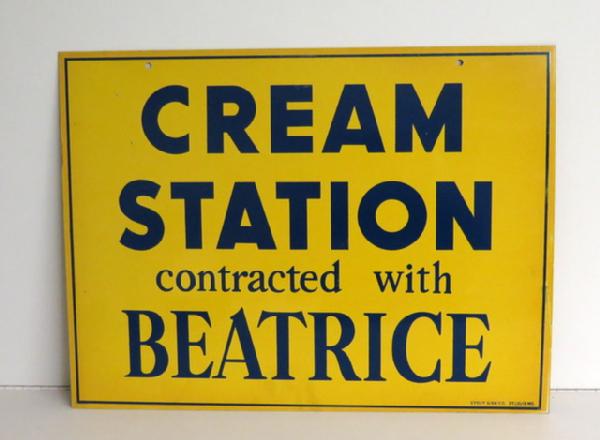 CREAM
STATION
contracted with
BEATRICE